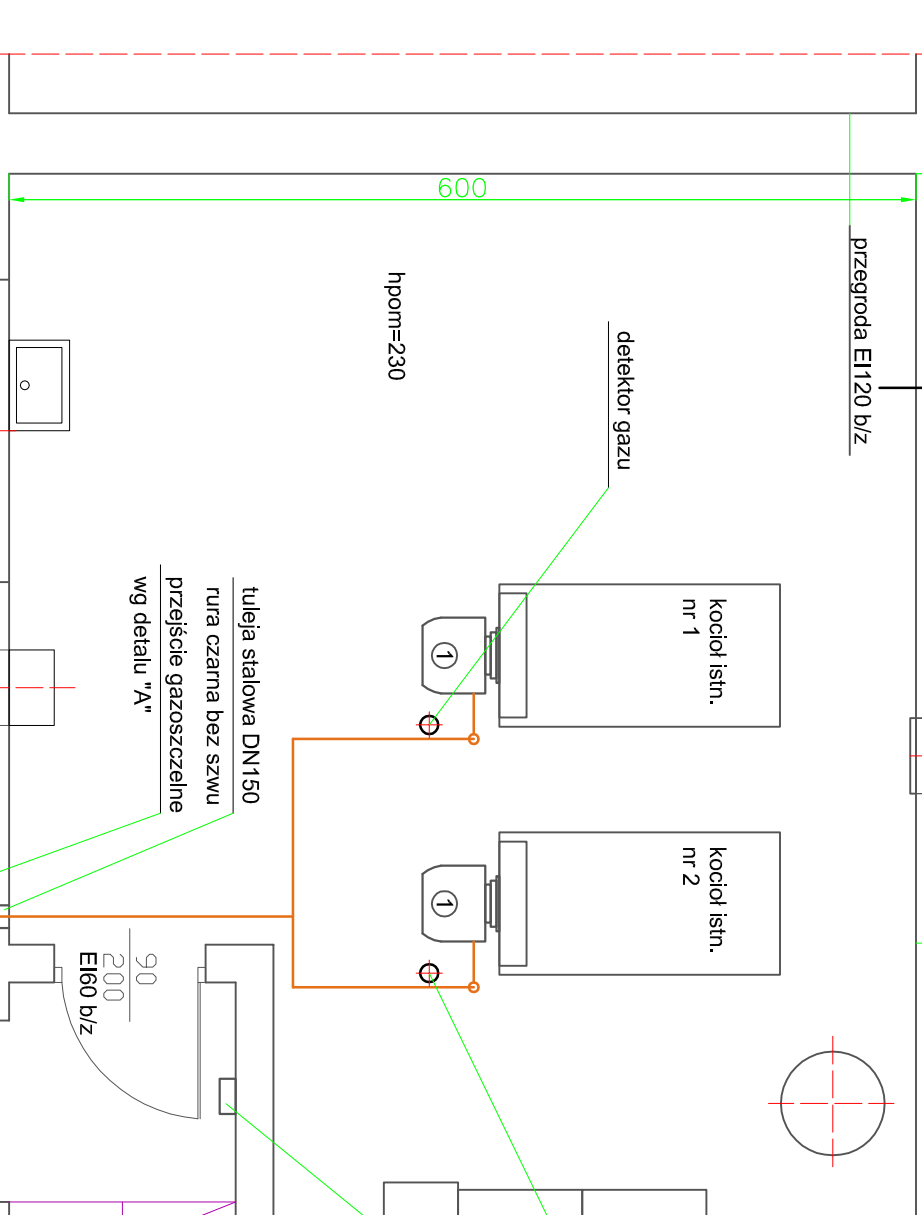 600
przegroda EI120 b/z
hpom=230
detektor gazu
kocioł istn.
nr 1
1
tuleja stalowa DN150
rura czarna bez szwu
przejście gazoszczelne
wg detalu "A"
kocioł istn.
nr 2
1
90
200
EI60 b/z